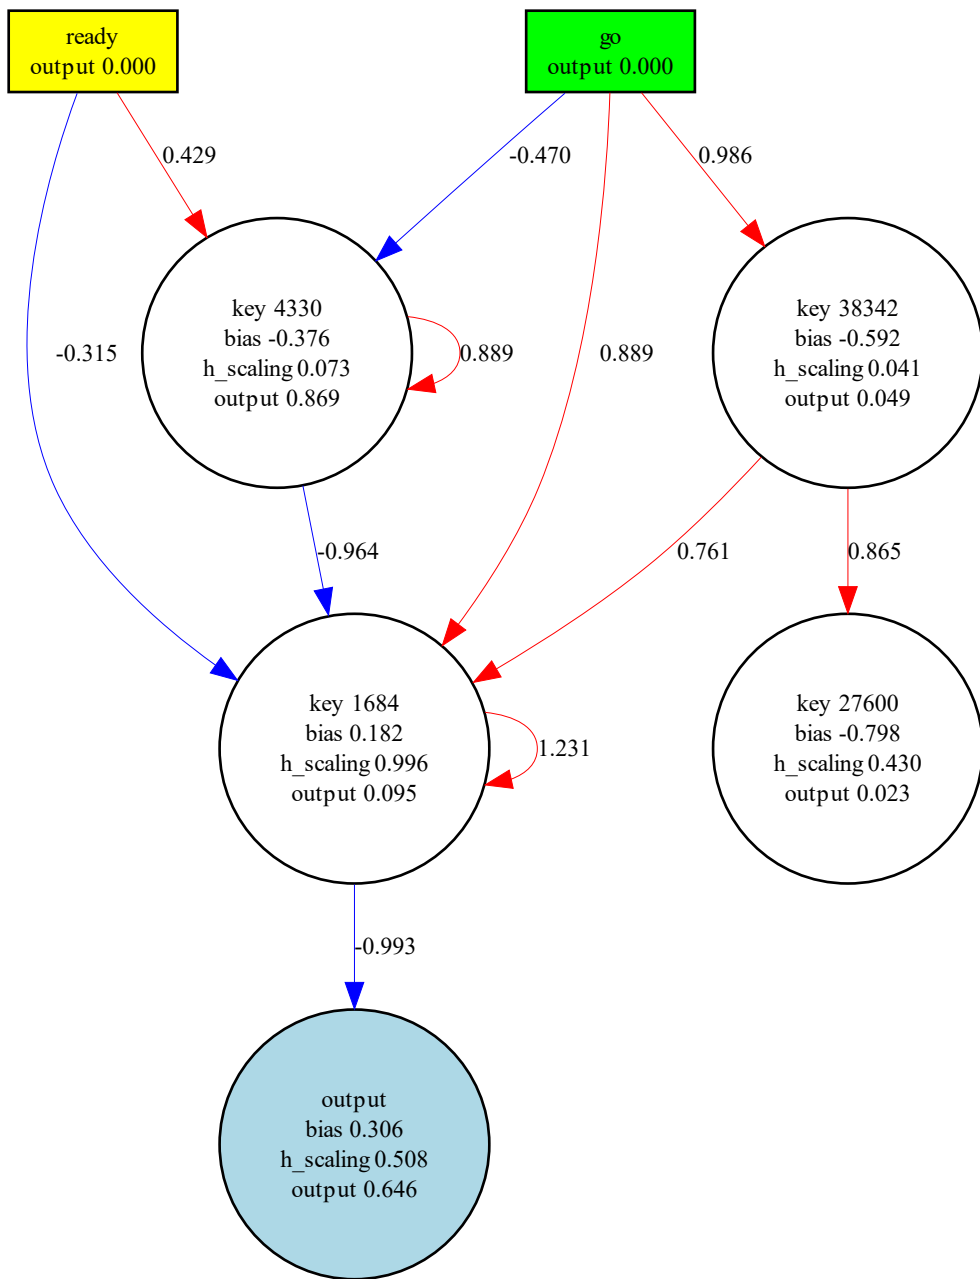 ready
output 0.000
go
output 0.000
0.429
-0.470
0.986
key 4330
bias -0.376
h_scaling 0.073
output 0.869
key 38342
bias -0.592
h_scaling 0.041
output 0.049
-0.315
0.889
0.889
-0.964
0.761
0.865
key 1684
bias 0.182
h_scaling 0.996
output 0.095
key 27600
bias -0.798
h_scaling 0.430
output 0.023
1.231
-0.993
output
bias 0.306
h_scaling 0.508
output 0.646